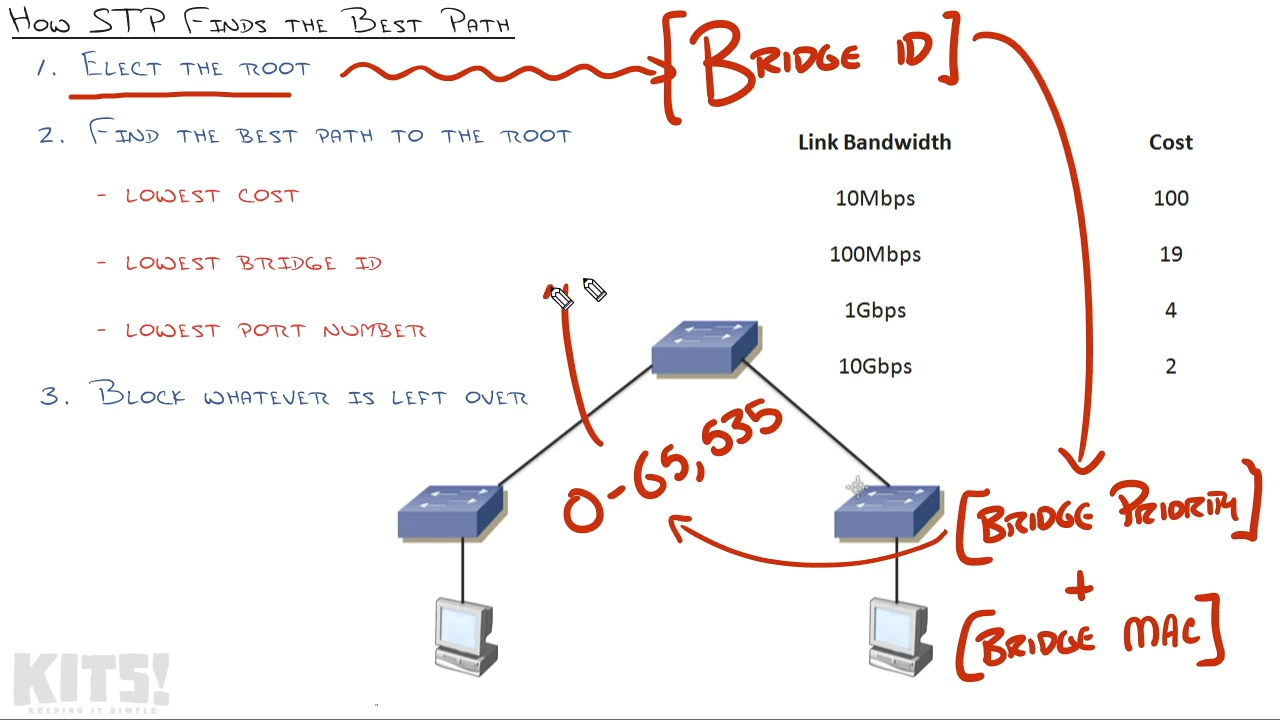 HOW STP FINDS THE BEST PATH
1. ELECT THE ROOT
[BRIDGE ID]
2. FIND THE BEST PATH TO THE ROOT
- LOWEST COST
- LOWEST BRIDGE ID
- LOWEST PORT NUMBER
3. BLOCK WHATEVER IS LEFT OVER
Link Bandwidth Cost
10Mbps 100
100Mbps 19
1Gbps 4
10Gbps 2
0-65,535
[BRIDGE PRIORITY]
+
[BRIDGE MAC]
KITS!
KEEPING IT SIMPLE